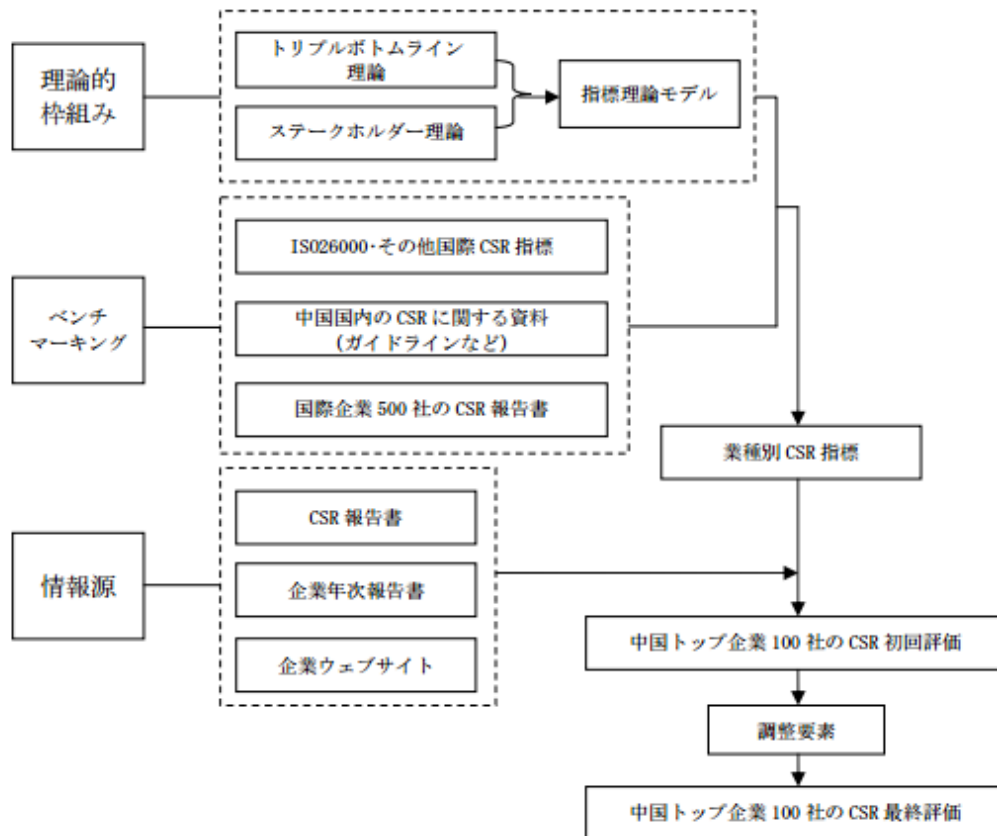 理論的
枠組み
トリプルボトムライン
理論
ステークホルダー理論
指標理論モデル
ベンチ
マーキング
ISO26000・その他国際 CSR 指標
中国国内の CSR に関する資料
(ガイドラインなど)
国際企業 500 社の CSR 報告書
業種別 CSR 指標
情報源
CSR 報告書
企業年次報告書
企業ウェブサイト
中国トップ企業 100 社の CSR 初回評価
調整要素
中国トップ企業 100 社の CSR 最終評価